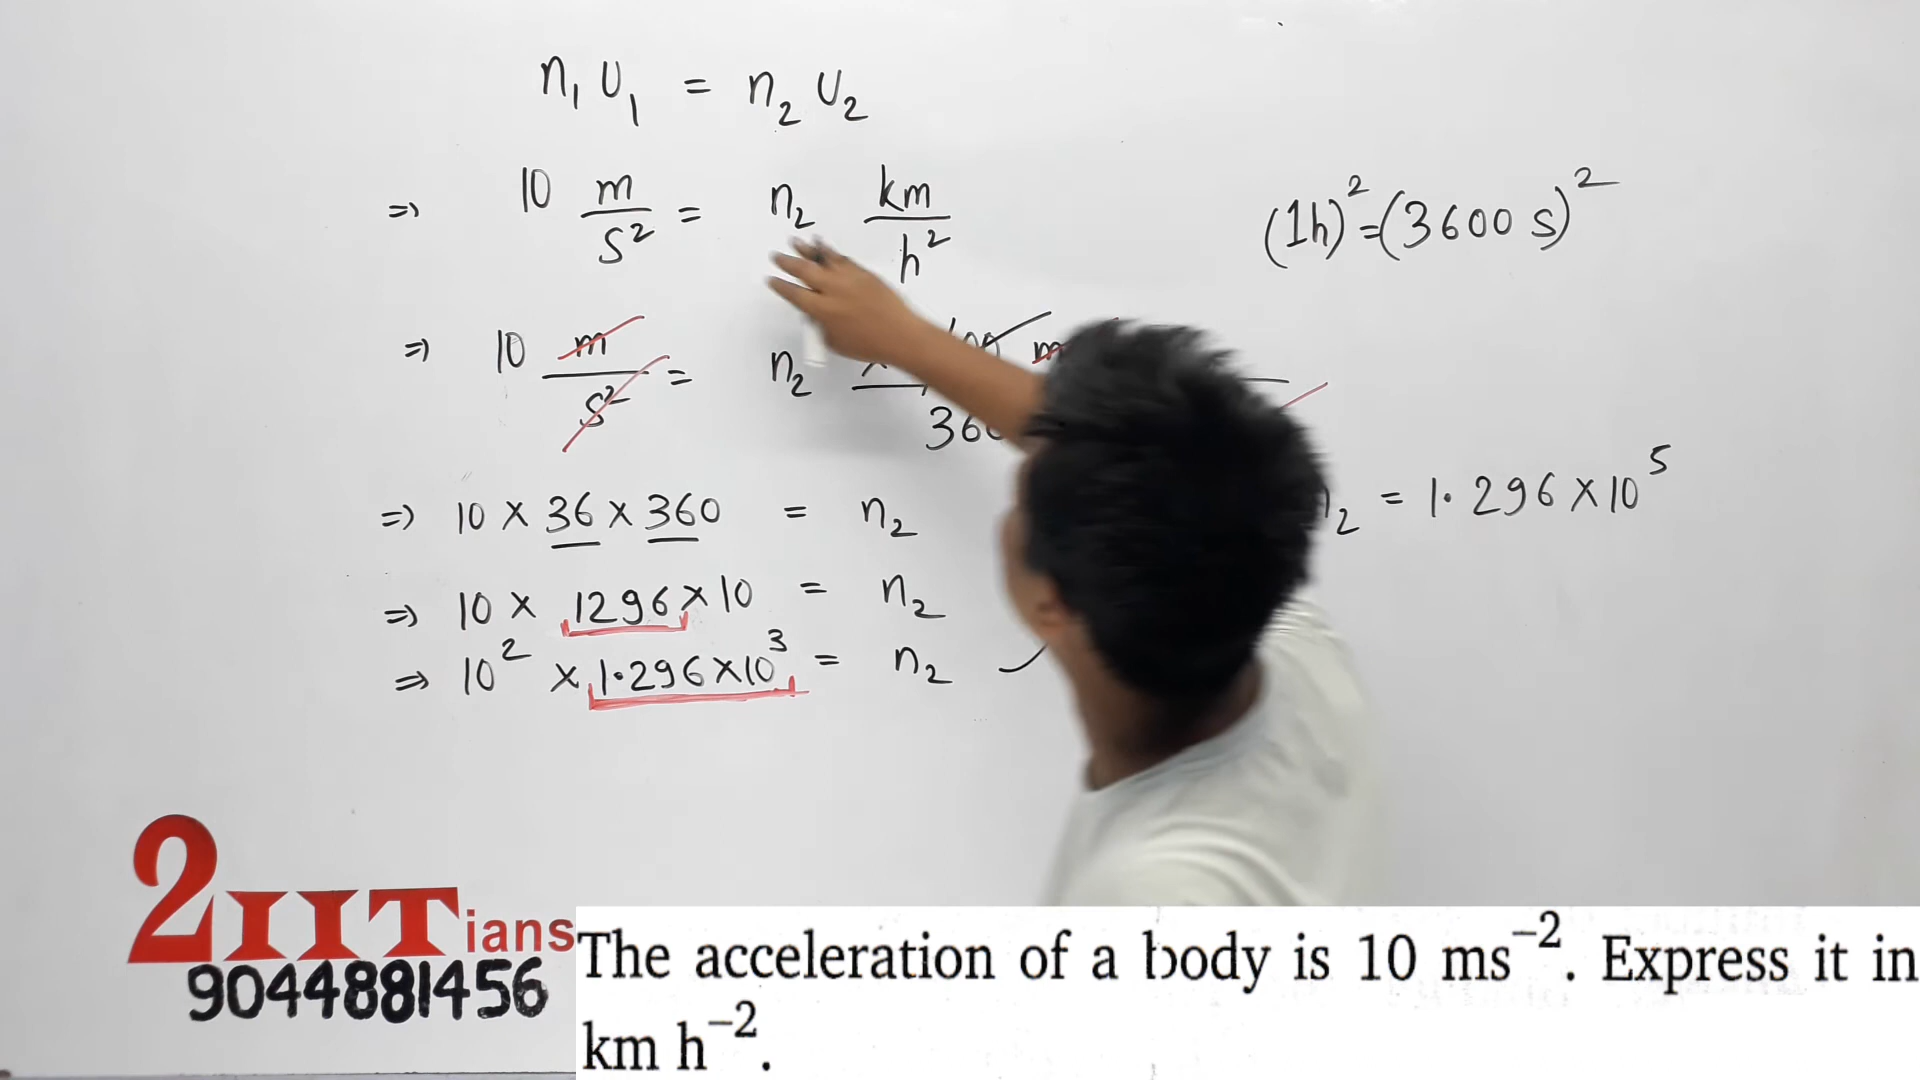 n₁ U₁ = n₂ U₂
⇒ 10 m/s² = n₂ km/h²
(1h)² = (3600 s)²
⇒ 10 m/s² = n₂
⇒ 10 × 36 × 360 = n₂
n₂ = 1.296 × 10⁵
⇒ 10 × 1296 × 10 = n₂
⇒ 10² × 1.296 × 10³ = n₂
2IITians
9044881456
The acceleration of a body is 10 ms⁻². Express it in
km h⁻².